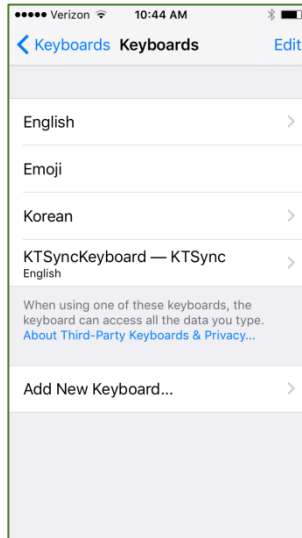 Verizon 10:44 AM
Keyboards Keyboards Edit
English
Emoji
Korean
KTSyncKeyboard — KTSync
English
When using one of these keyboards, the
keyboard can access all the data you type.
About Third-Party Keyboards & Privacy...
Add New Keyboard...